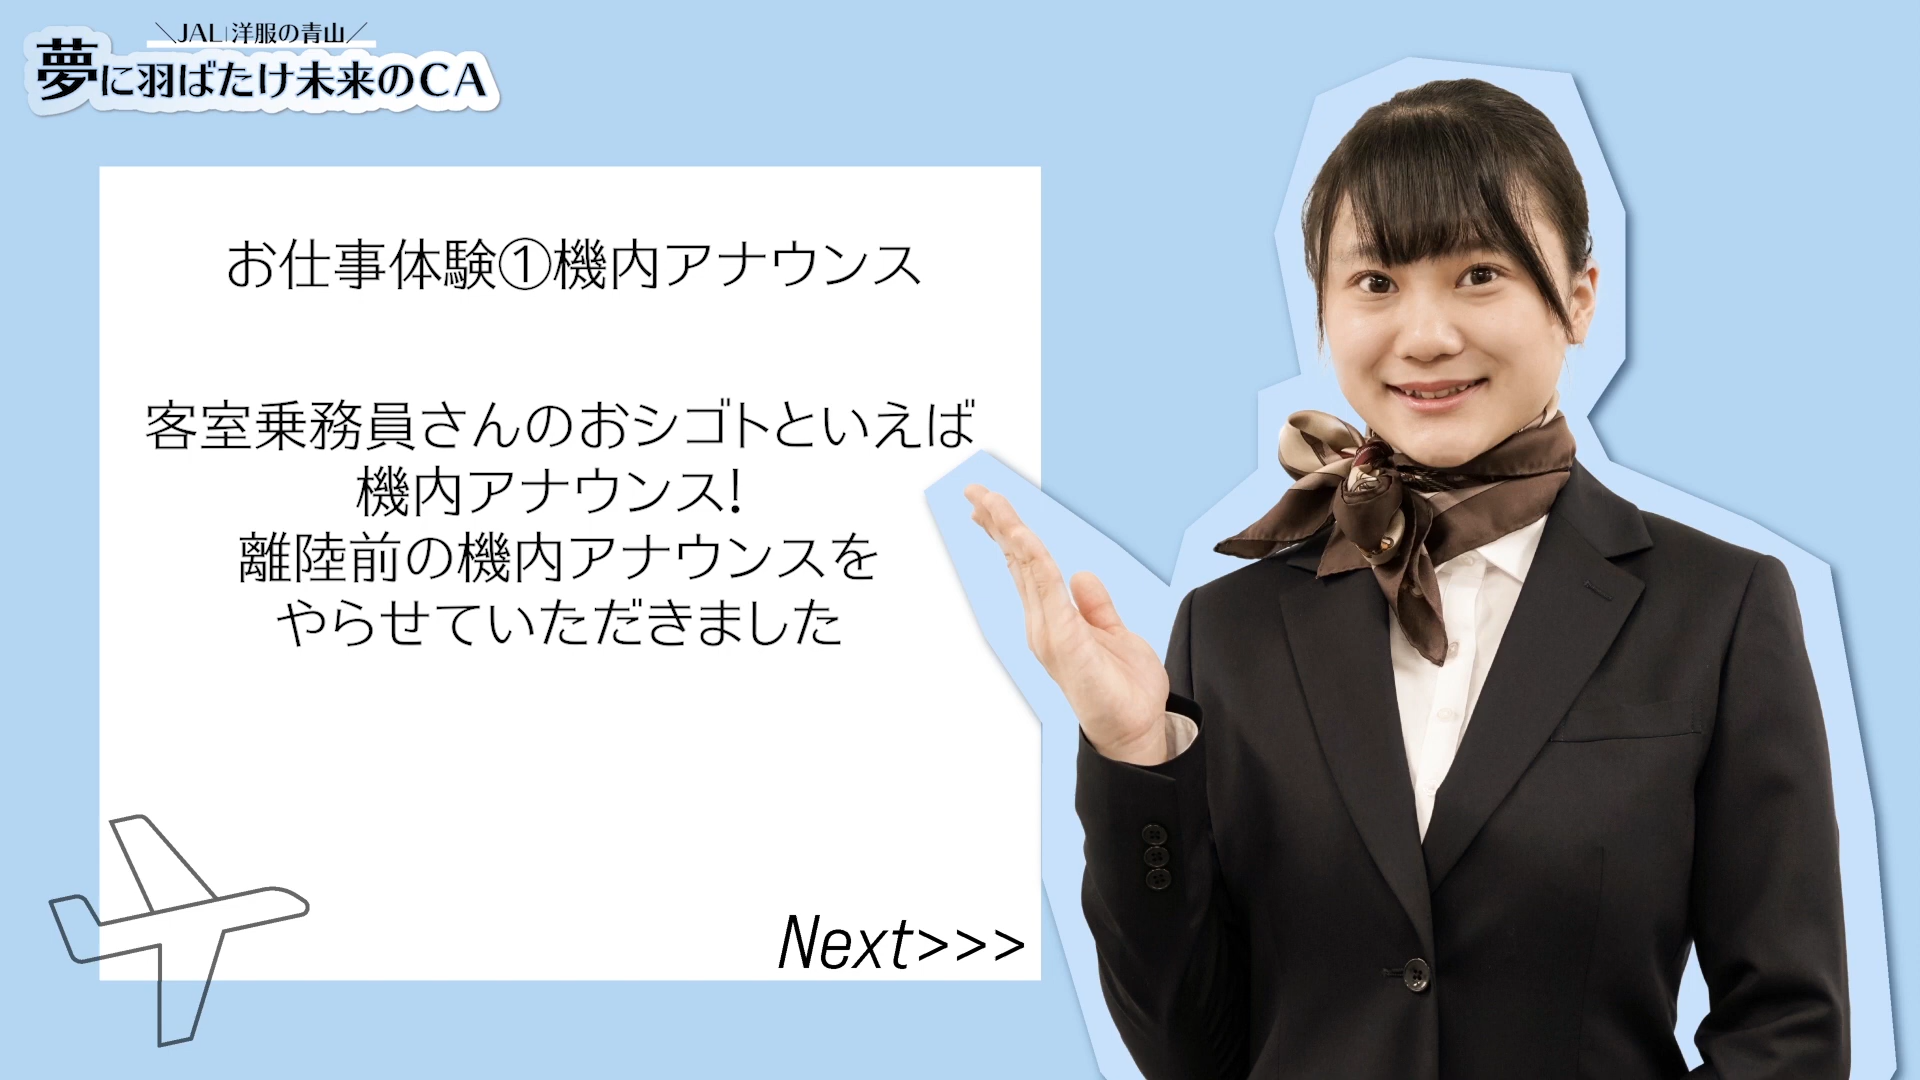 ＼JAL|洋服の青山／
夢に羽ばたけ未来のCA
お仕事体験①機内アナウンス
客室乗務員さんのおシゴトといえば
機内アナウンス!
離陸前の機内アナウンスを
やらせていただきました
Next>>>